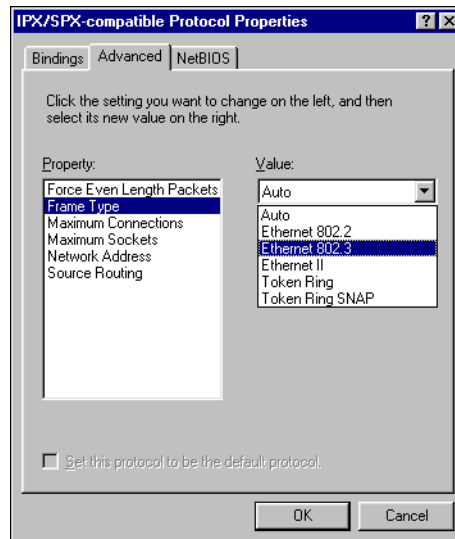 IPX/SPX-compatible Protocol Properties
Bindings Advanced NetBIOS
Click the setting you want to change on the left, and then
select its new value on the right.
Property:
Force Even Length Packets
Frame Type
Maximum Connections
Maximum Sockets
Network Address
Source Routing
Value:
Auto
Auto
Ethernet 802.2
Ethernet 802.3
Ethernet II
Token Ring
Token Ring SNAP
Set this protocol to be the default protocol.
OK Cancel